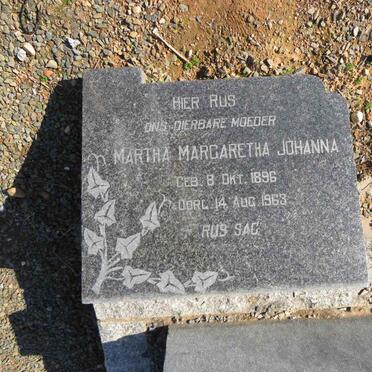 HIER RUS
ONS DIERBARE MOEDER
MARTHA MARGARETHA JOHANNA
GEB. 8 OKT. 1896
OORL. 14 AUG. 1963
RUS SAG